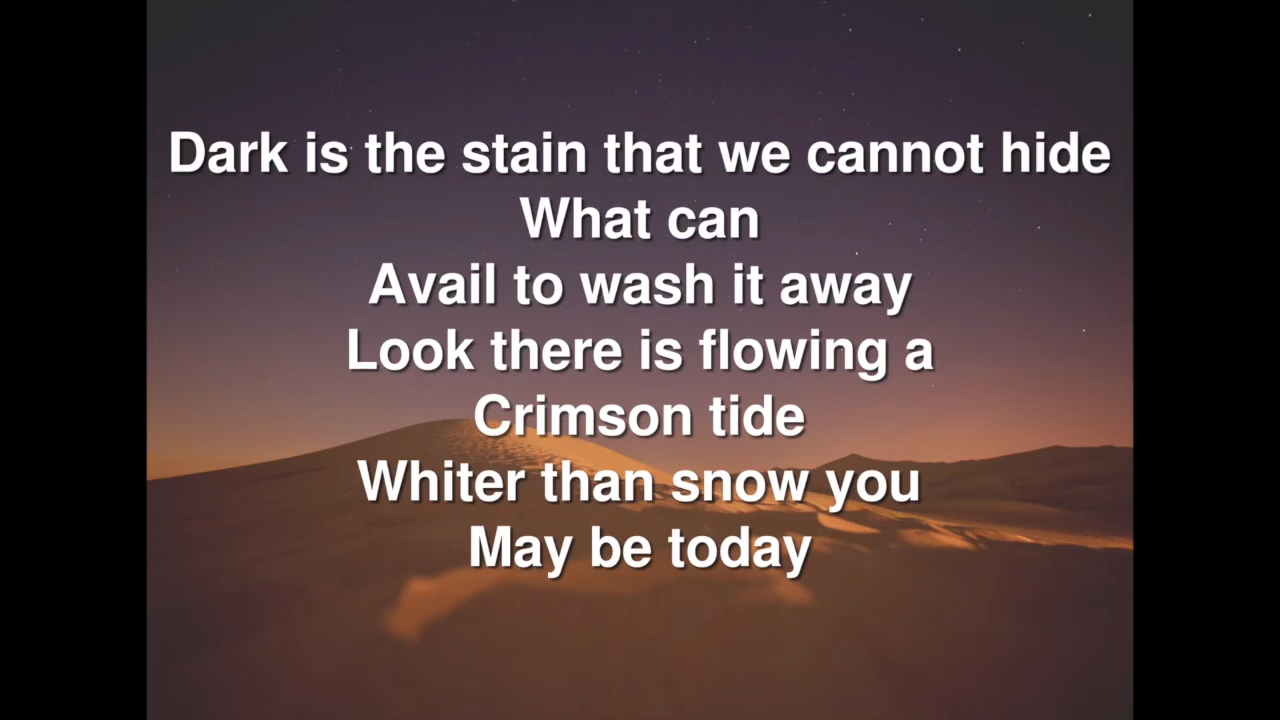 Dark is the stain that we cannot hide
What can
Avail to wash it away
Look there is flowing a
Crimson tide
Whiter than snow you
May be today